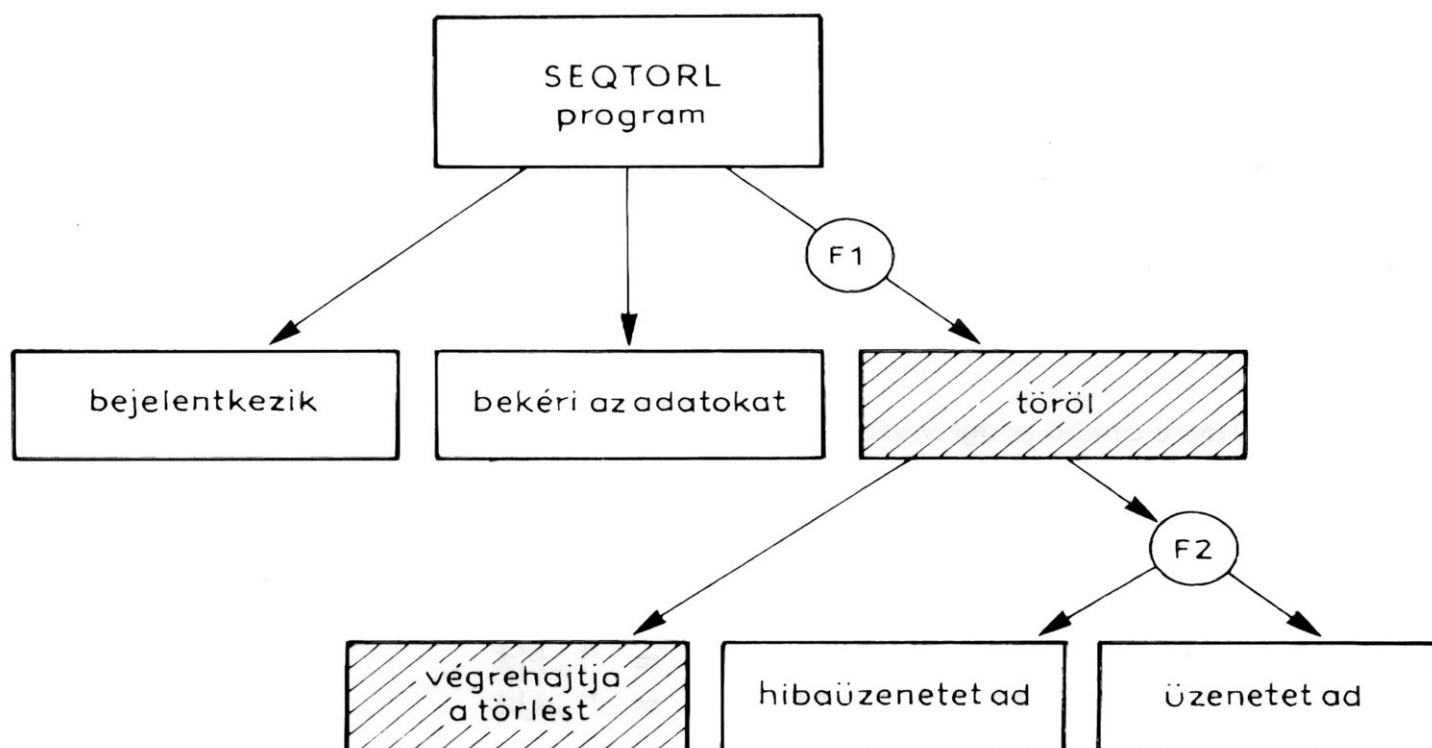 SEQTORL
program
F1
bejelentkezik
bekéri az adatokat
töröl
F2
végrehajtja
a törlést
hibaüzenetet ad
üzenetet ad